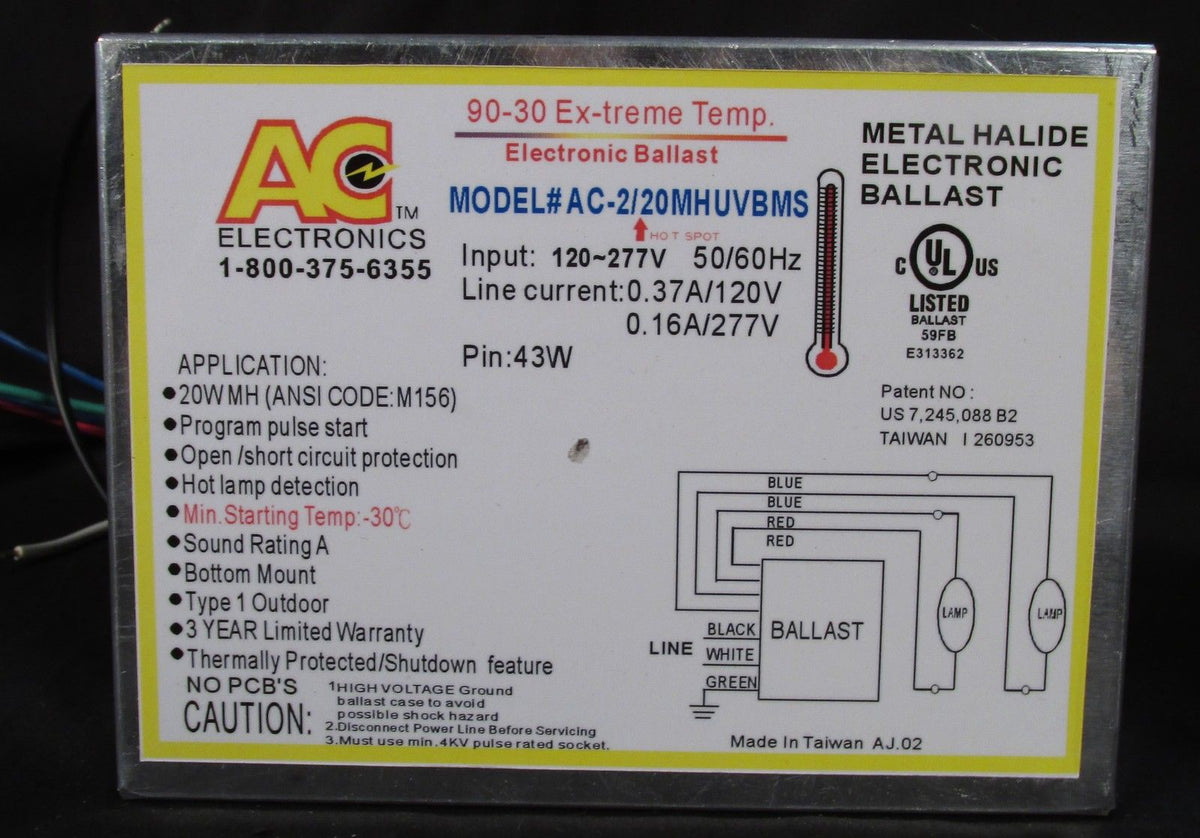 AC
TM
ELECTRONICS
1-800-375-6355
90-30 Ex-treme Temp.
Electronic Ballast
MODEL# AC-2/20MHUVBMS
HOT SPOT
Input: 120~277V 50/60Hz
Line current:0.37A/120V
0.16A/277V
Pin:43W
METAL HALIDE
ELECTRONIC
BALLAST
C UL US
LISTED
BALLAST
59FB
E313362
Patent NO :
US 7,245,088 B2
TAIWAN I 260953
APPLICATION:
● 20W MH (ANSI CODE:M156)
● Program pulse start
● Open /short circuit protection
● Hot lamp detection
● Min.Starting Temp:-30℃
● Sound Rating A
● Bottom Mount
● Type 1 Outdoor
● 3 YEAR Limited Warranty
● Thermally Protected/Shutdown feature
NO PCB'S
CAUTION:
1HIGH VOLTAGE Ground
ballast case to avoid
possible shock hazard
2.Disconnect Power Line Before Servicing
3.Must use min.4KV pulse rated socket.
BLUE
BLUE
RED
RED
LAMP
LAMP
BALLAST
LINE
BLACK
WHITE
GREEN
Made In Taiwan AJ.02